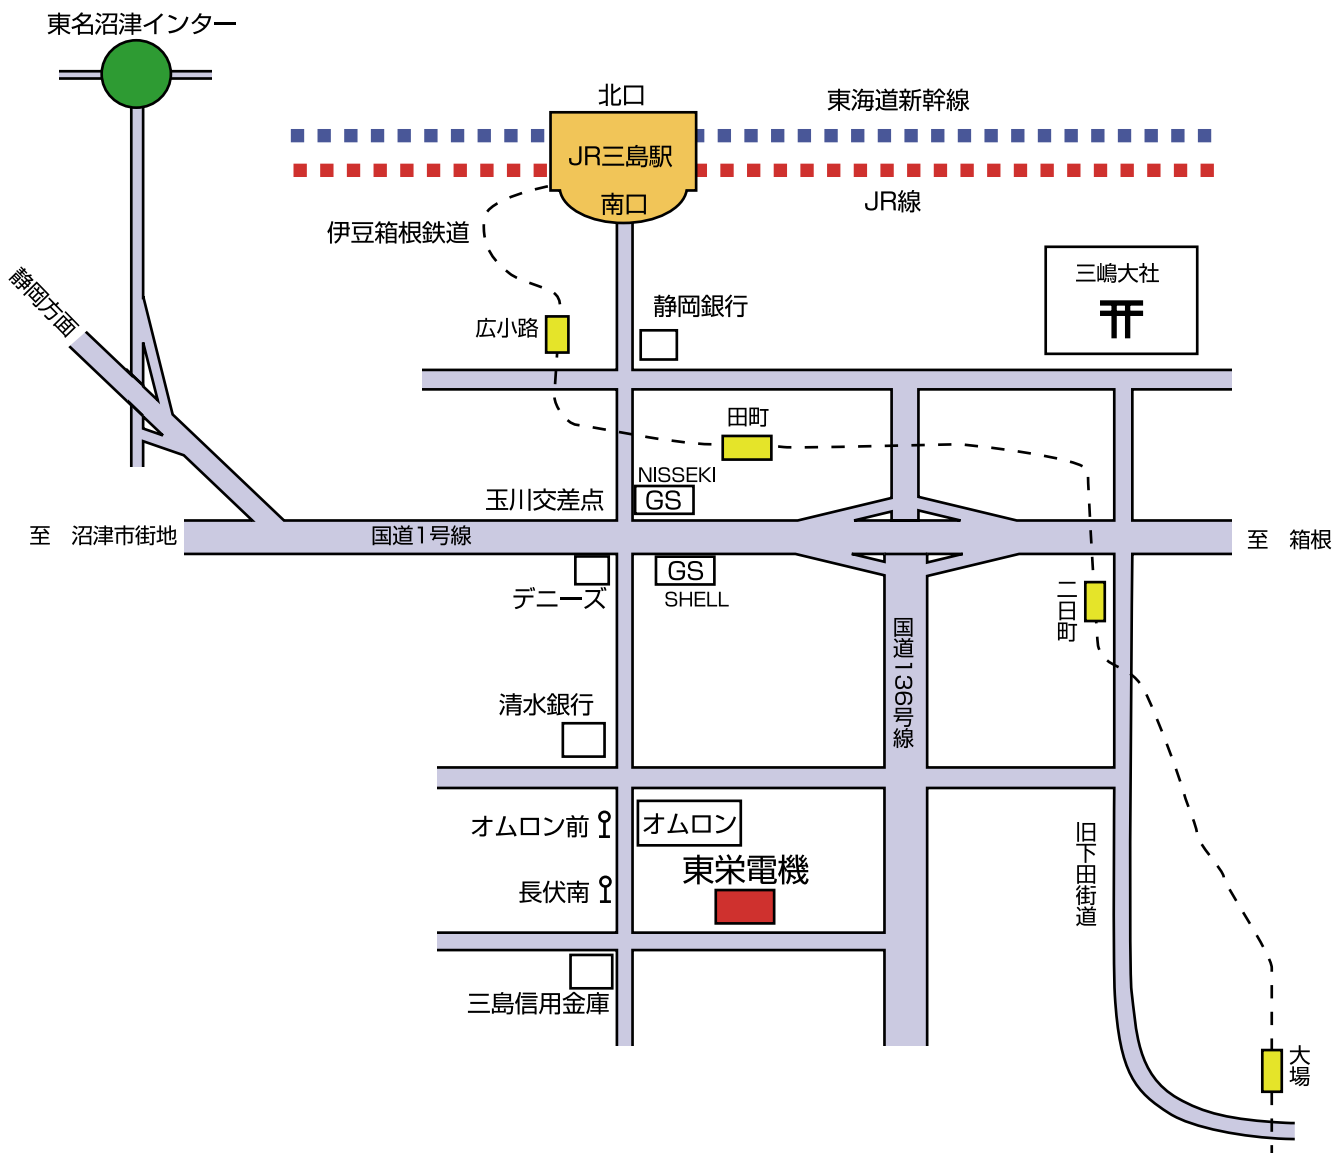 東名沼津インター
北口
東海道新幹線
JR三島駅
南口
JR線
伊豆箱根鉄道
静岡方面
三嶋大社
静岡銀行
広小路
田町
NISSEKI
玉川交差点
GS
至　沼津市街地
国道1号線
至　箱根
GS
デニーズ
SHELL
二日町
国道136号線
清水銀行
オムロン前
オムロン
旧下田街道
東栄電機
長伏南
三島信用金庫
大場